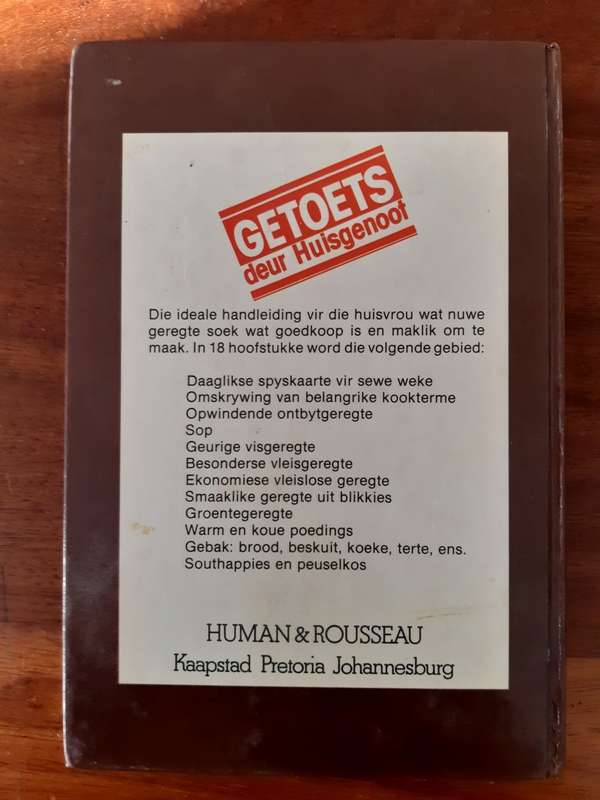 GETOETS
deur Huisgenoot
Die ideale handleiding vir die huisvrou wat nuwe
geregte soek wat goedkoop is en maklik om te
maak. In 18 hoofstukke word die volgende gebied:
Daaglikse spyskaarte vir sewe weke
Omskrywing van belangrike kookterme
Opwindende ontbytgeregte
Sop
Geurige visgeregte
Besonderse vleisgeregte
Ekonomiese vleislose geregte
Smaaklike geregte uit blikkies
Groentegeregte
Warm en koue poedings
Gebak: brood, beskuit, koeke, terte, ens.
Southappies en peuselkos
HUMAN & ROUSSEAU
Kaapstad Pretoria Johannesburg